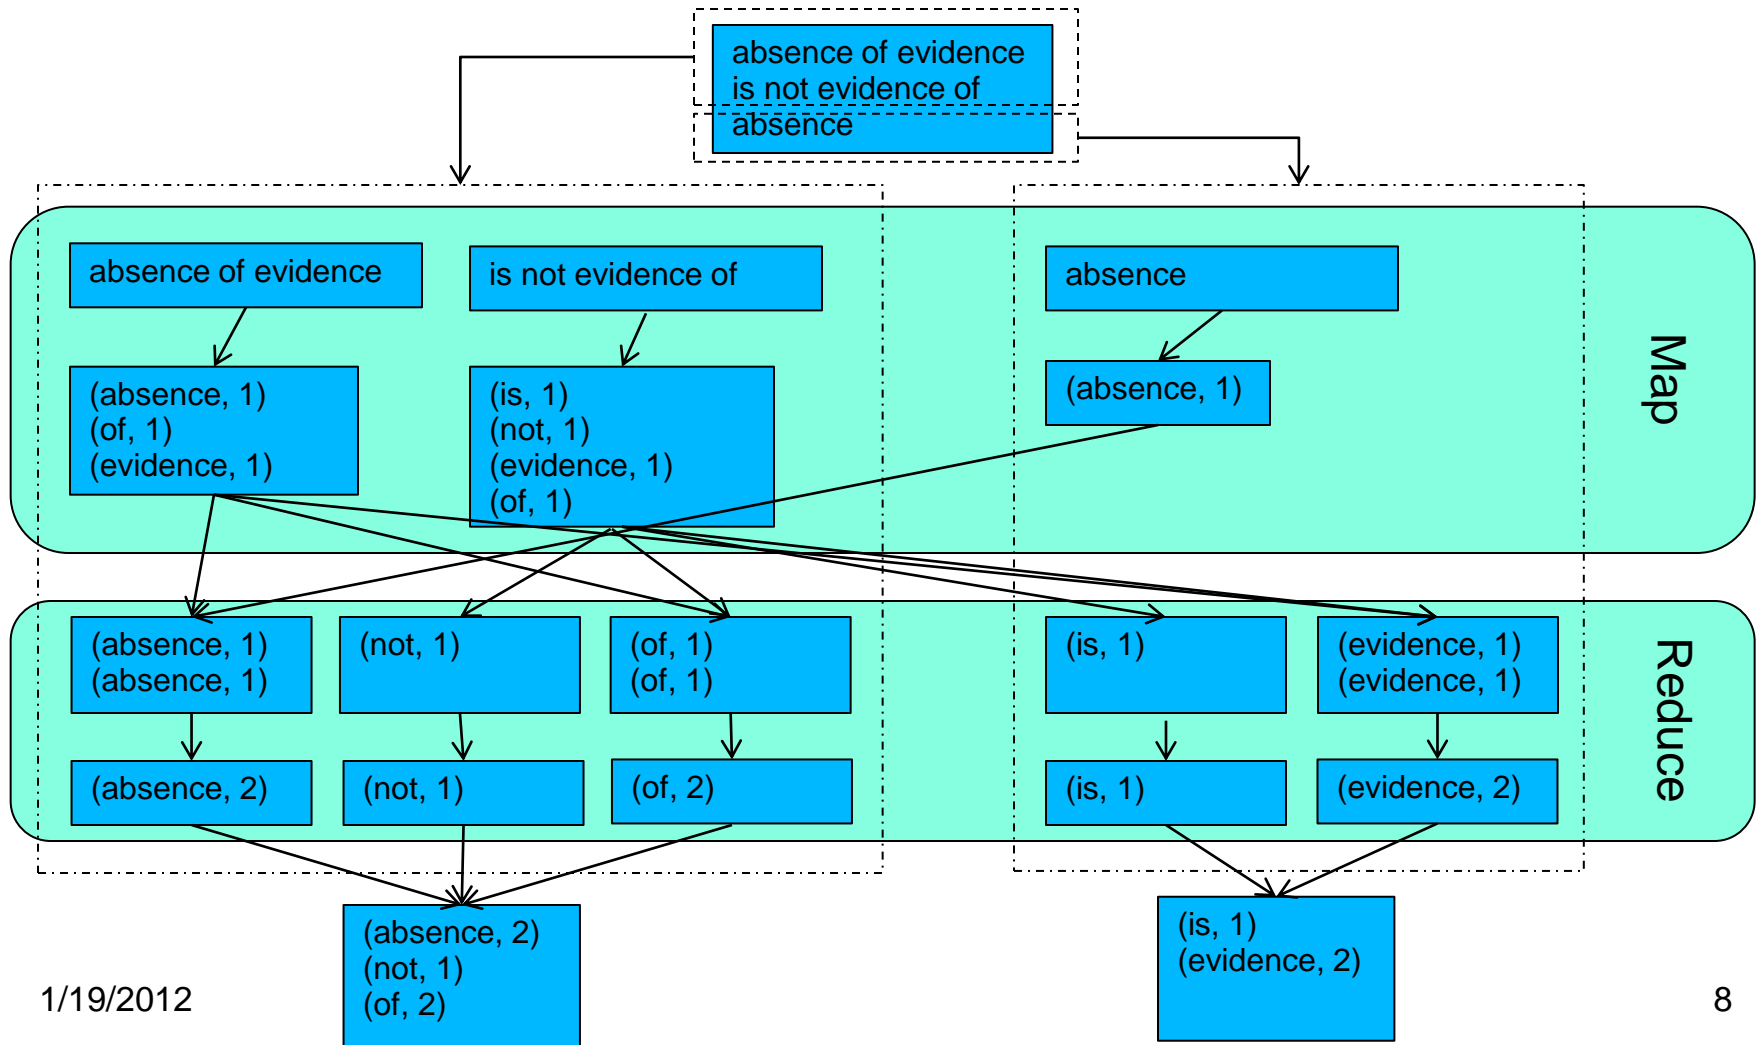 absence of evidence
is not evidence of
absence
absence of evidence
is not evidence of
absence
(absence, 1)
(of, 1)
(evidence, 1)
(is, 1)
(not, 1)
(evidence, 1)
(of, 1)
(absence, 1)
Map
(absence, 1)
(absence, 1)
(not, 1)
(of, 1)
(of, 1)
(is, 1)
(evidence, 1)
(evidence, 1)
Reduce
(absence, 2)
(not, 1)
(of, 2)
(is, 1)
(evidence, 2)
(absence, 2)
(not, 1)
(of, 2)
(is, 1)
(evidence, 2)
1/19/2012
8